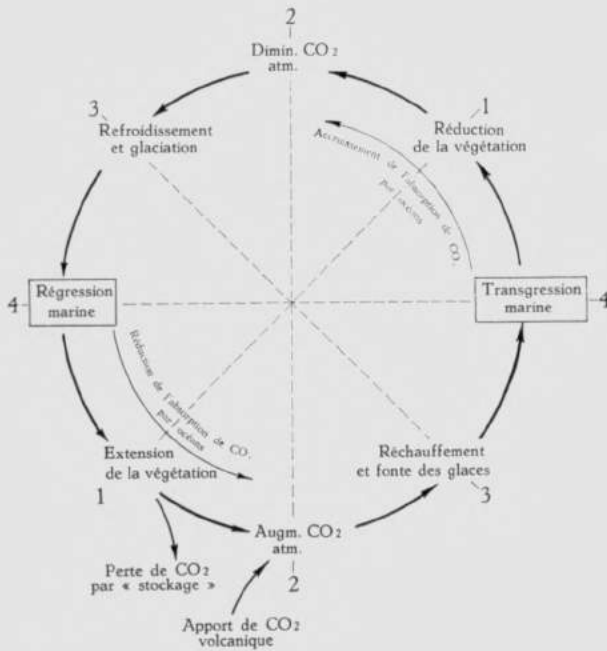 2
Dimin. CO2
atm.
3
Refroidissement
et glaciation
1
Réduction
de la végétation
Accroissement de l'absorption de CO2
par océans
4
Régression
marine
Transgression
marine
4
Réduction de l'absorption de CO2
par océans
Extension
de la végétation
1
Réchauffement
et fonte des glaces
3
Augm. CO2
atm.
2
Perte de CO2
par « stockage »
Apport de CO2
volcanique